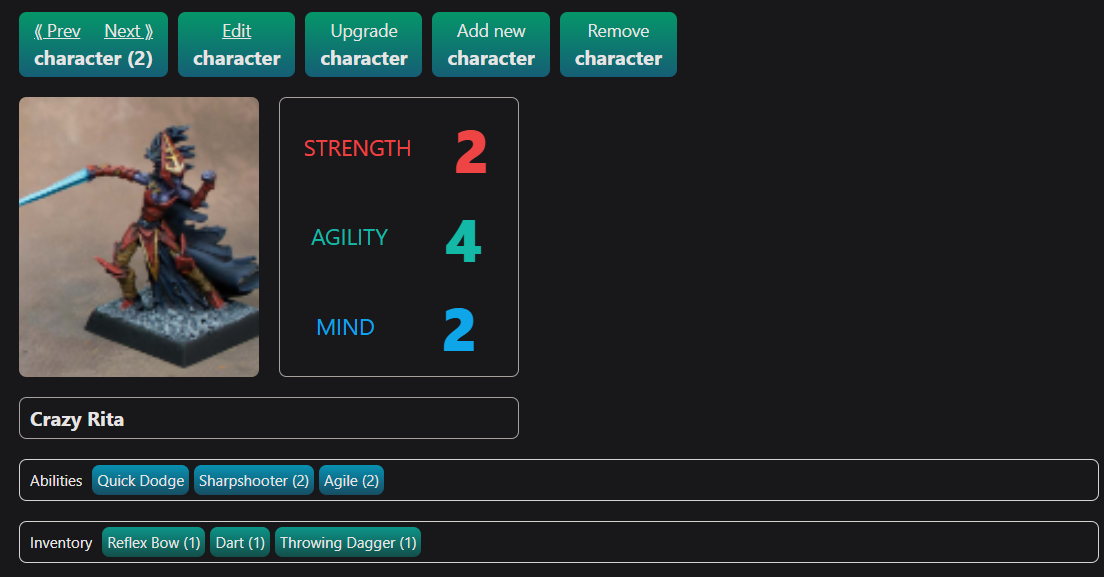 ⟪ Prev Next ⟫
character (2)
Edit
character
Upgrade
character
Add new
character
Remove
character
STRENGTH 2
AGILITY 4
MIND 2
Crazy Rita
Abilities Quick Dodge Sharpshooter (2) Agile (2)
Inventory Reflex Bow (1) Dart (1) Throwing Dagger (1)